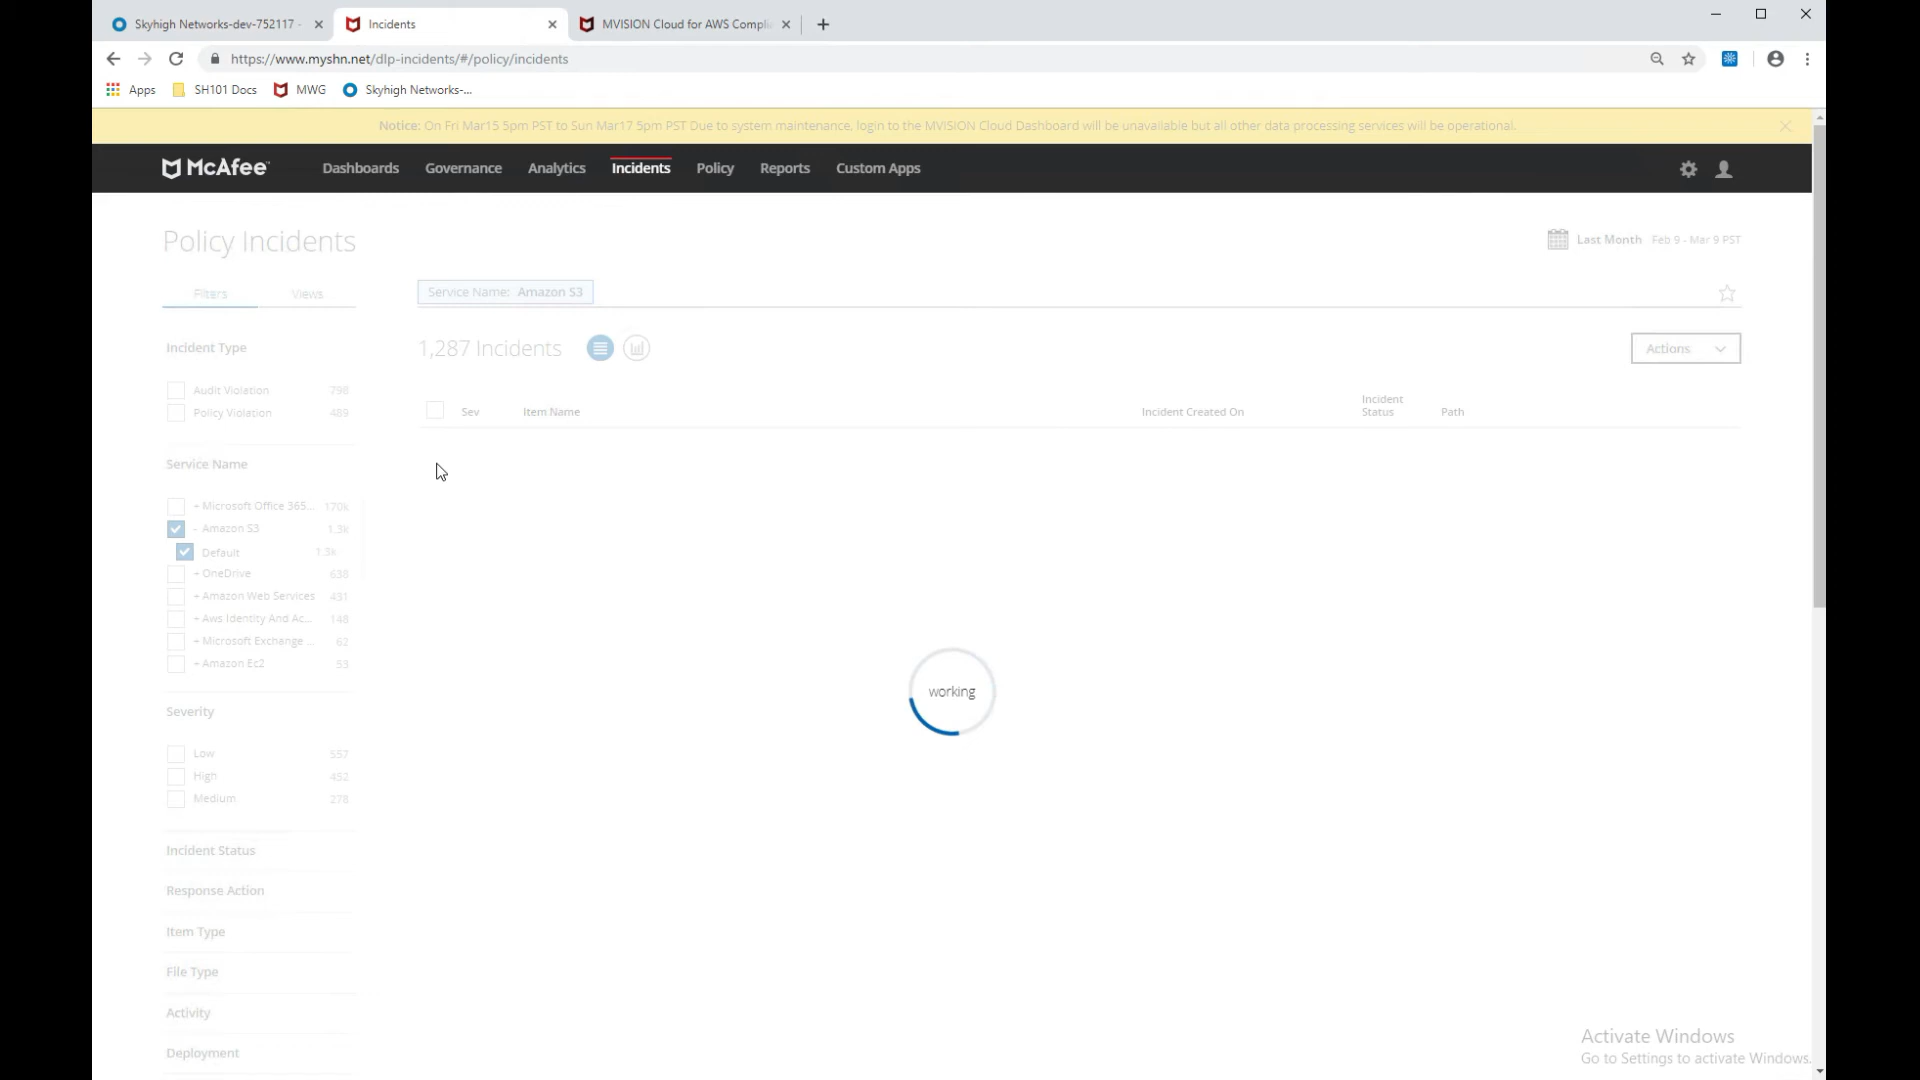 Skyhigh Networks-dev-752117 -
Incidents
MVISION Cloud for AWS Compli
https://www.myshn.net/dlp-incidents/#/policy/incidents
Apps
SH101 Docs
MWG
Skyhigh Networks-...
Notice: On Fri Mar15 5pm PST to Sun Mar17 5pm PST Due to system maintenance, login to the MVISION Cloud Dashboard will be unavailable but all other data processing services will be operational.
McAfee™
Dashboards
Governance
Analytics
Incidents
Policy
Reports
Custom Apps
Policy Incidents
Last Month Feb 9 - Mar 9 PST
Filters
Views
Service Name: Amazon S3
1,287 Incidents
Actions
Incident Type
Audit Violation 798
Policy Violation 489
Sev
Item Name
Incident Created On
Incident
Status
Path
Service Name
+ Microsoft Office 365... 170k
- Amazon S3 1.3k
Default 1.3k
+ OneDrive 638
+ Amazon Web Services 431
+ Aws Identity And Ac... 148
+ Microsoft Exchange ... 62
+ Amazon Ec2 53
working
Severity
Low 557
High 452
Medium 278
Incident Status
Response Action
Item Type
File Type
Activity
Deployment
Activate Windows
Go to Settings to activate Windows.